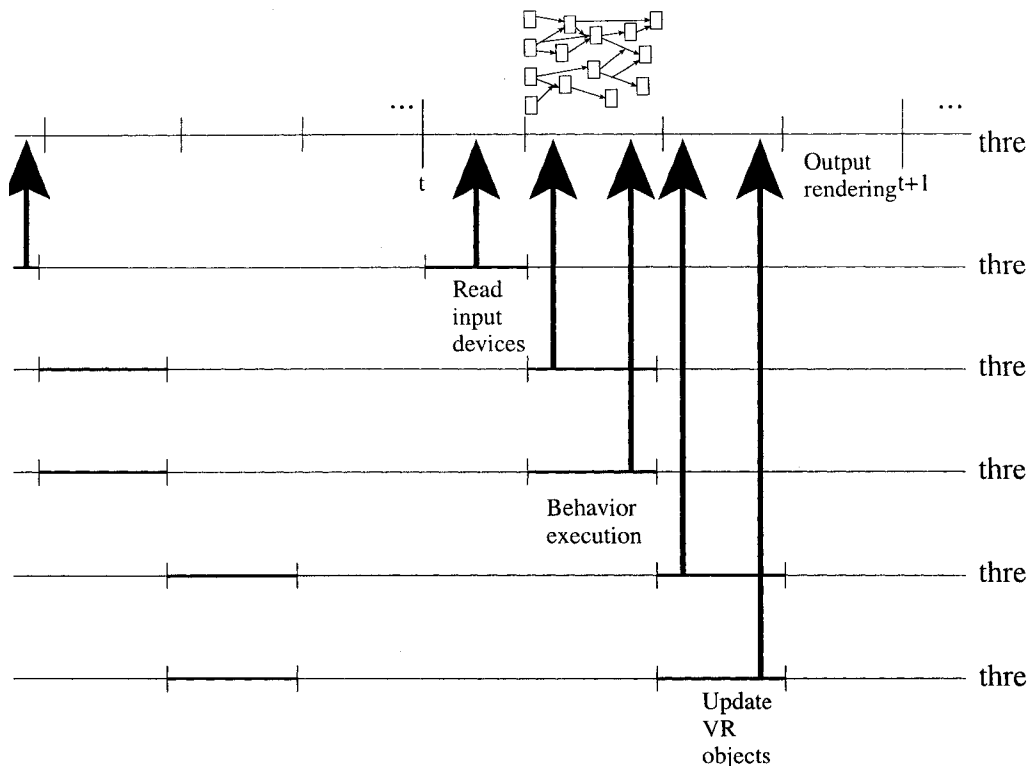 ...
...
thre
t
Output
rendering
t+1
thre
Read
input
devices
thre
thre
Behavior
execution
thre
thre
Update
VR
objects